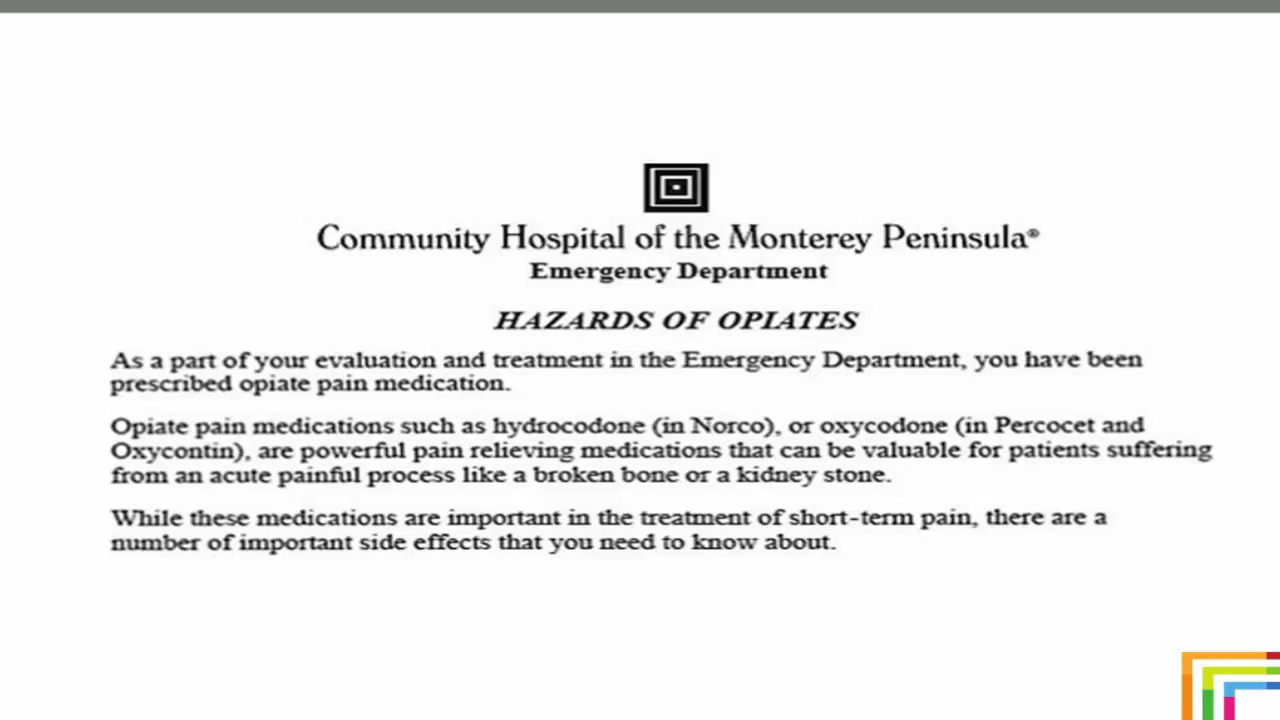 Community Hospital of the Monterey Peninsula®
Emergency Department
HAZARDS OF OPIATES
As a part of your evaluation and treatment in the Emergency Department, you have been
prescribed opiate pain medication.
Opiate pain medications such as hydrocodone (in Norco), or oxycodone (in Percocet and
Oxycontin), are powerful pain relieving medications that can be valuable for patients suffering
from an acute painful process like a broken bone or a kidney stone.
While these medications are important in the treatment of short-term pain, there are a
number of important side effects that you need to know about.